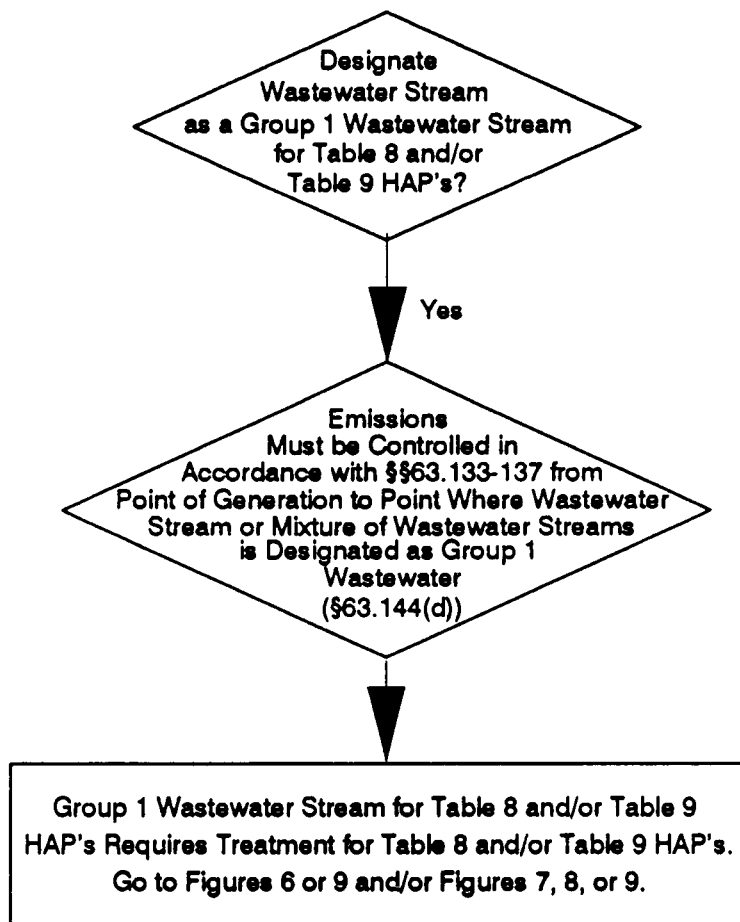 Designate
Wastewater Stream
as a Group 1 Wastewater Stream
for Table 8 and/or
Table 9 HAP's?
Yes
Emissions
Must be Controlled in
Accordance with §§63.133-137 from
Point of Generation to Point Where Wastewater
Stream or Mixture of Wastewater Streams
is Designated as Group 1
Wastewater
(§63.144(d))
Group 1 Wastewater Stream for Table 8 and/or Table 9
HAP's Requires Treatment for Table 8 and/or Table 9 HAP's.
Go to Figures 6 or 9 and/or Figures 7, 8, or 9.